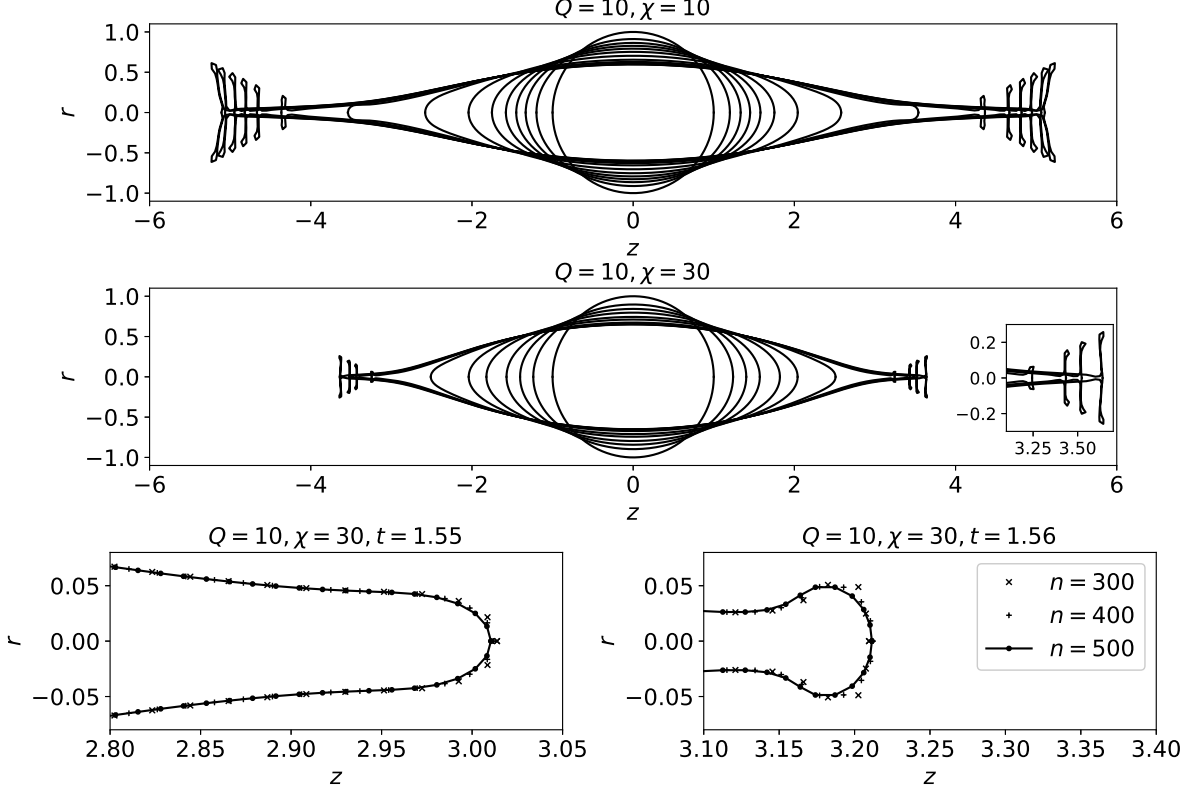 Q = 10, χ = 10
1.0
0.5
0.0
−0.5
−1.0
r
−6 −4 −2 0 2 4 6
z
Q = 10, χ = 30
1.0
0.5
0.0
−0.5
−1.0
r
0.2
0.0
−0.2
3.25 3.50
−6 −4 −2 0 2 4 6
z
Q = 10, χ = 30, t = 1.55
0.05
0.00
−0.05
r
2.80 2.85 2.90 2.95 3.00 3.05
z
Q = 10, χ = 30, t = 1.56
0.05
0.00
−0.05
r
n = 300
n = 400
n = 500
3.10 3.15 3.20 3.25 3.30 3.35 3.40
z